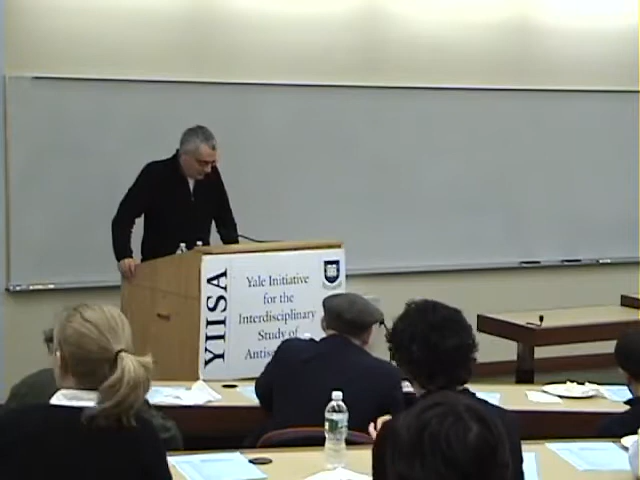 YIISA
Yale Initiative
for the
Interdisciplinary
Study of